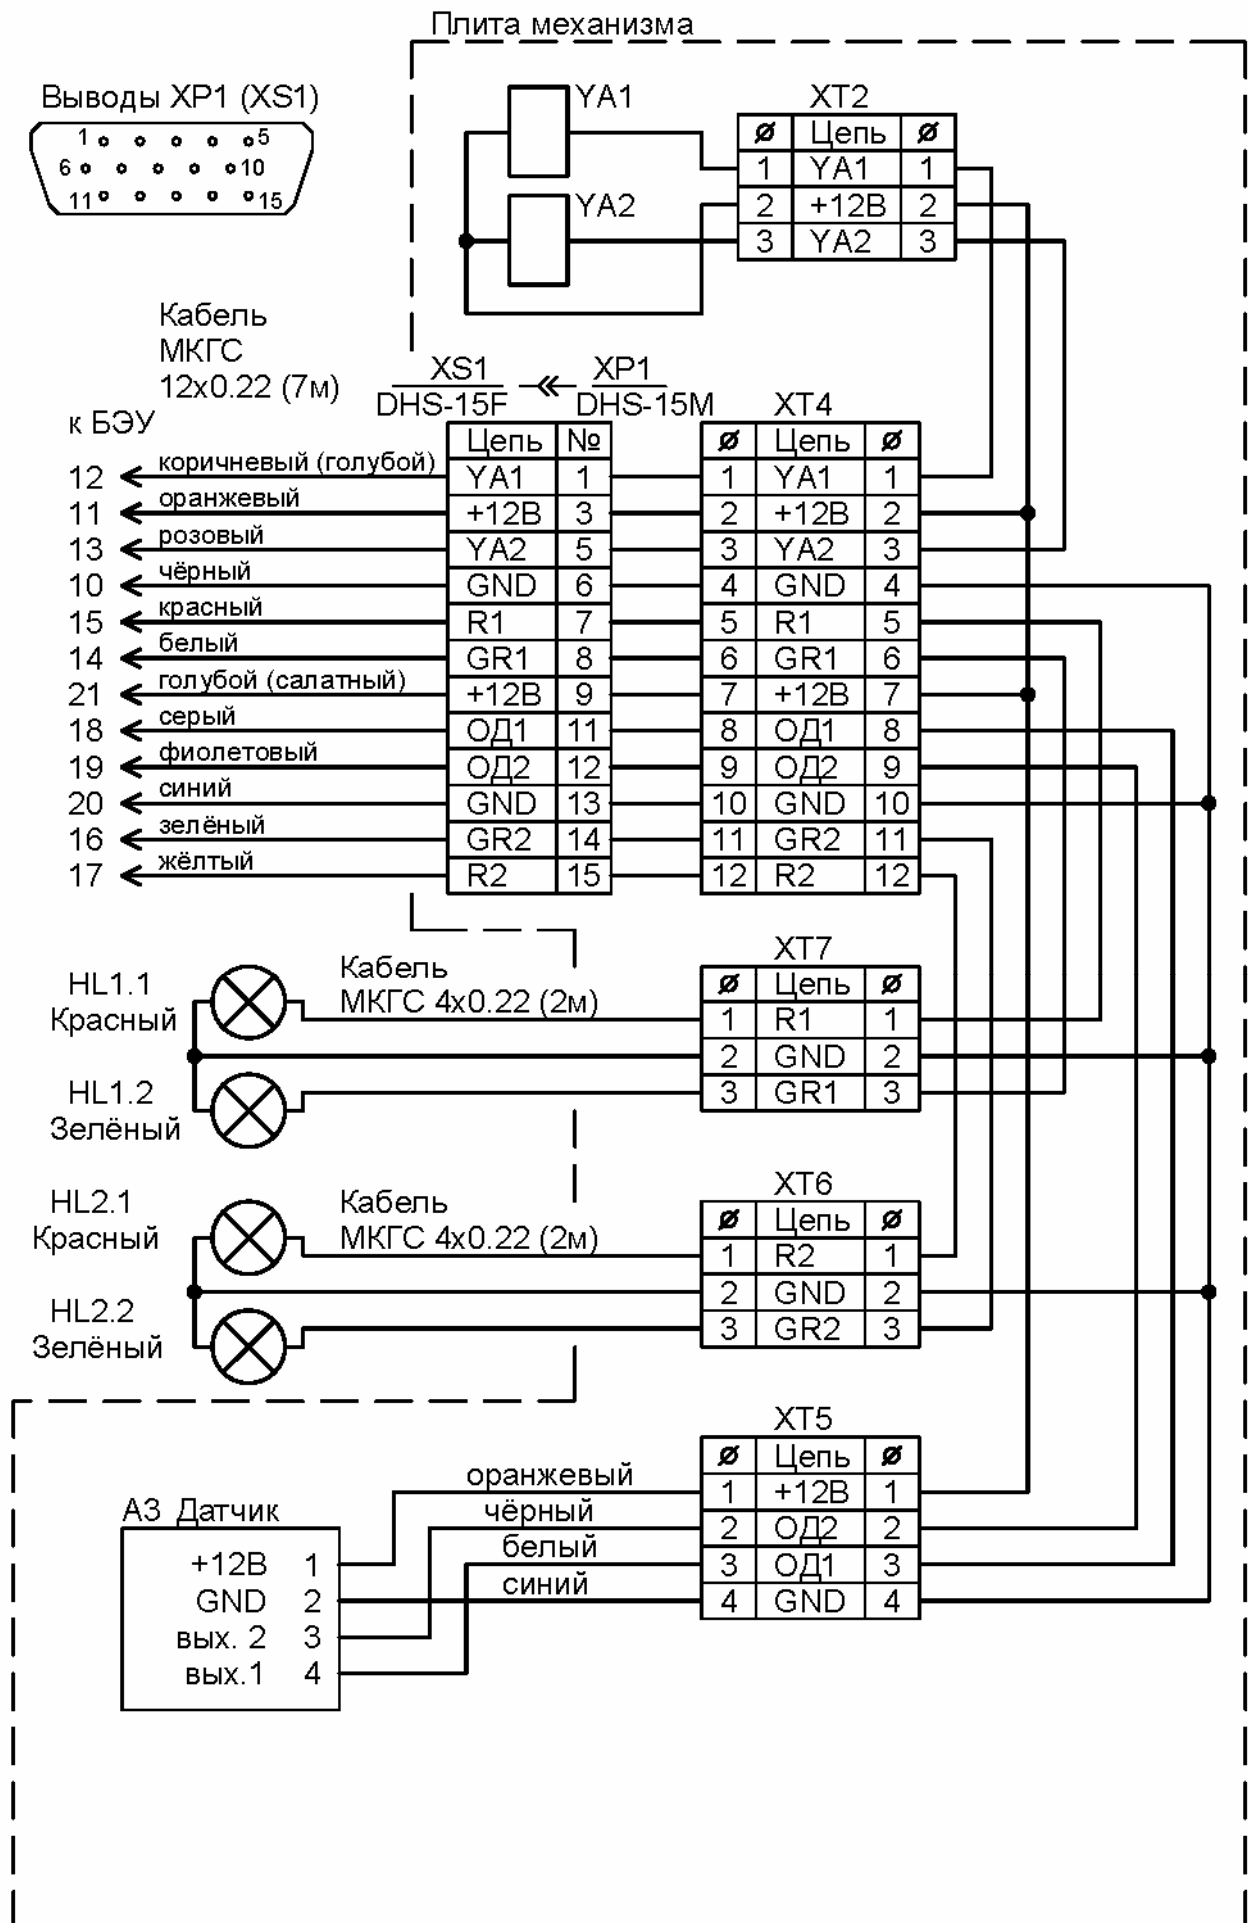 Плита механизма
Выводы XP1 (XS1)
1 5
6 10
11 15
YA1
YA2
XT2
Ø Цепь Ø
1 YA1 1
2 +12В 2
3 YA2 3
Кабель
МКГС
12x0.22 (7м)
к БЭУ
XS1 XP1
DHS-15F DHS-15M
XT4
Цепь № Ø Цепь Ø
12 коричневый (голубой) YA1 1 1 YA1 1
11 оранжевый +12В 3 2 +12В 2
13 розовый YA2 5 3 YA2 3
10 чёрный GND 6 4 GND 4
15 красный R1 7 5 R1 5
14 белый GR1 8 6 GR1 6
21 голубой (салатный) +12В 9 7 +12В 7
18 серый ОД1 11 8 ОД1 8
19 фиолетовый ОД2 12 9 ОД2 9
20 синий GND 13 10 GND 10
16 зелёный GR2 14 11 GR2 11
17 жёлтый R2 15 12 R2 12
HL1.1
Красный
Кабель
МКГС 4x0.22 (2м)
HL1.2
Зелёный
XT7
Ø Цепь Ø
1 R1 1
2 GND 2
3 GR1 3
HL2.1
Красный
Кабель
МКГС 4x0.22 (2м)
HL2.2
Зелёный
XT6
Ø Цепь Ø
1 R2 1
2 GND 2
3 GR2 3
XT5
Ø Цепь Ø
оранжевый 1 +12В 1
чёрный 2 ОД2 2
белый 3 ОД1 3
синий 4 GND 4
А3 Датчик
+12В 1
GND 2
вых. 2 3
вых.1 4